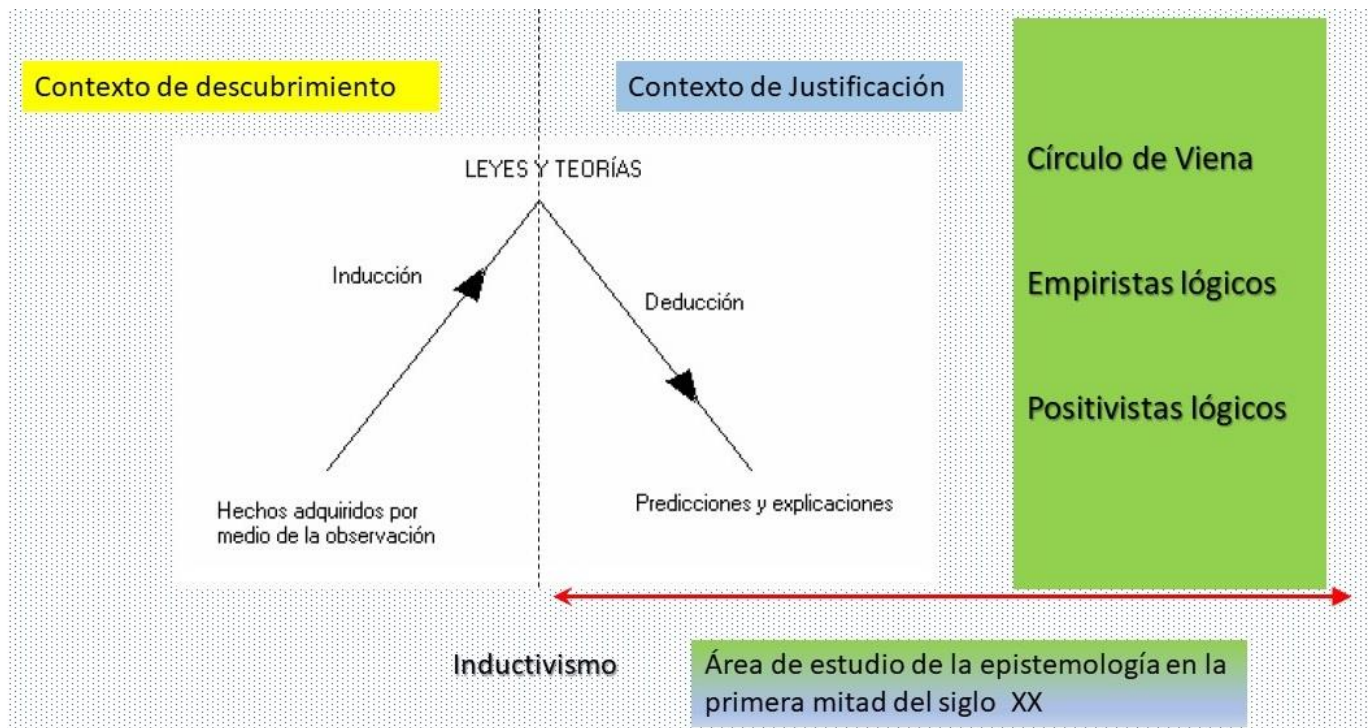 Contexto de descubrimiento
Contexto de Justificación
LEYES Y TEORÍAS
Inducción
Deducción
Hechos adquiridos por
medio de la observación
Predicciones y explicaciones
Círculo de Viena
Empiristas lógicos
Positivistas lógicos
Inductivismo
Área de estudio de la epistemología en la
primera mitad del siglo XX